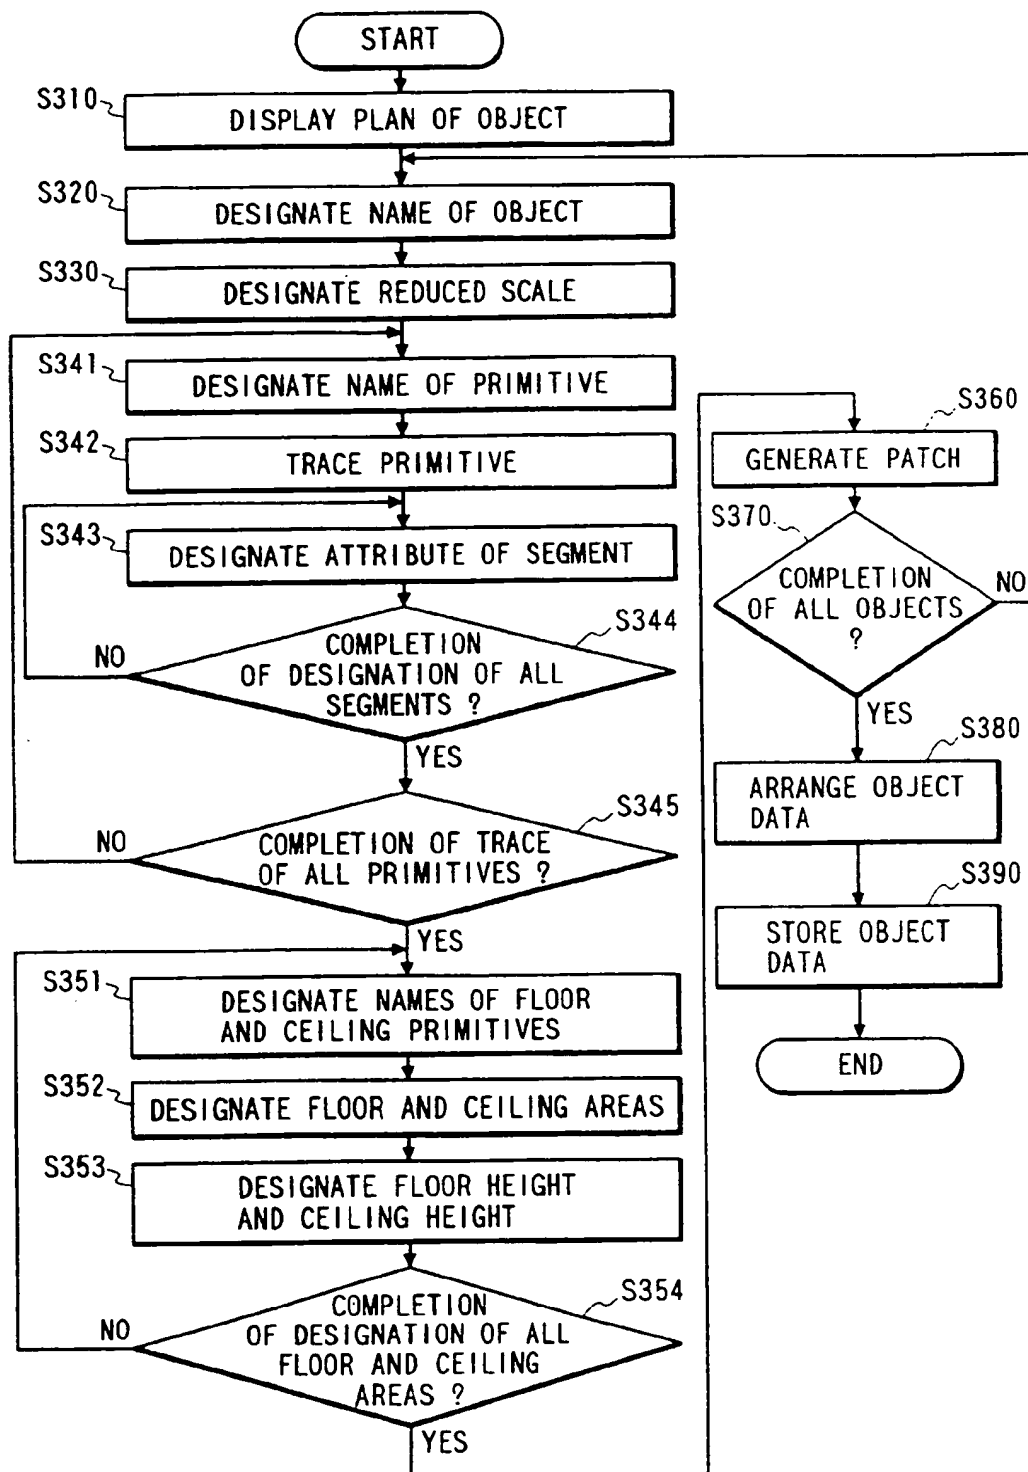 START
S310
DISPLAY PLAN OF OBJECT
S320
DESIGNATE NAME OF OBJECT
S330
DESIGNATE REDUCED SCALE
S341
DESIGNATE NAME OF PRIMITIVE
S342
TRACE PRIMITIVE
S343
DESIGNATE ATTRIBUTE OF SEGMENT
S344
COMPLETION
OF DESIGNATION OF ALL
SEGMENTS ?
NO
YES
S345
COMPLETION OF TRACE
OF ALL PRIMITIVES ?
NO
YES
S351
DESIGNATE NAMES OF FLOOR
AND CEILING PRIMITIVES
S352
DESIGNATE FLOOR AND CEILING AREAS
S353
DESIGNATE FLOOR HEIGHT
AND CEILING HEIGHT
S354
COMPLETION
OF DESIGNATION OF ALL
FLOOR AND CEILING
AREAS ?
NO
YES
S360
GENERATE PATCH
S370
COMPLETION
OF ALL OBJECTS
?
NO
YES
S380
ARRANGE OBJECT
DATA
S390
STORE OBJECT
DATA
END